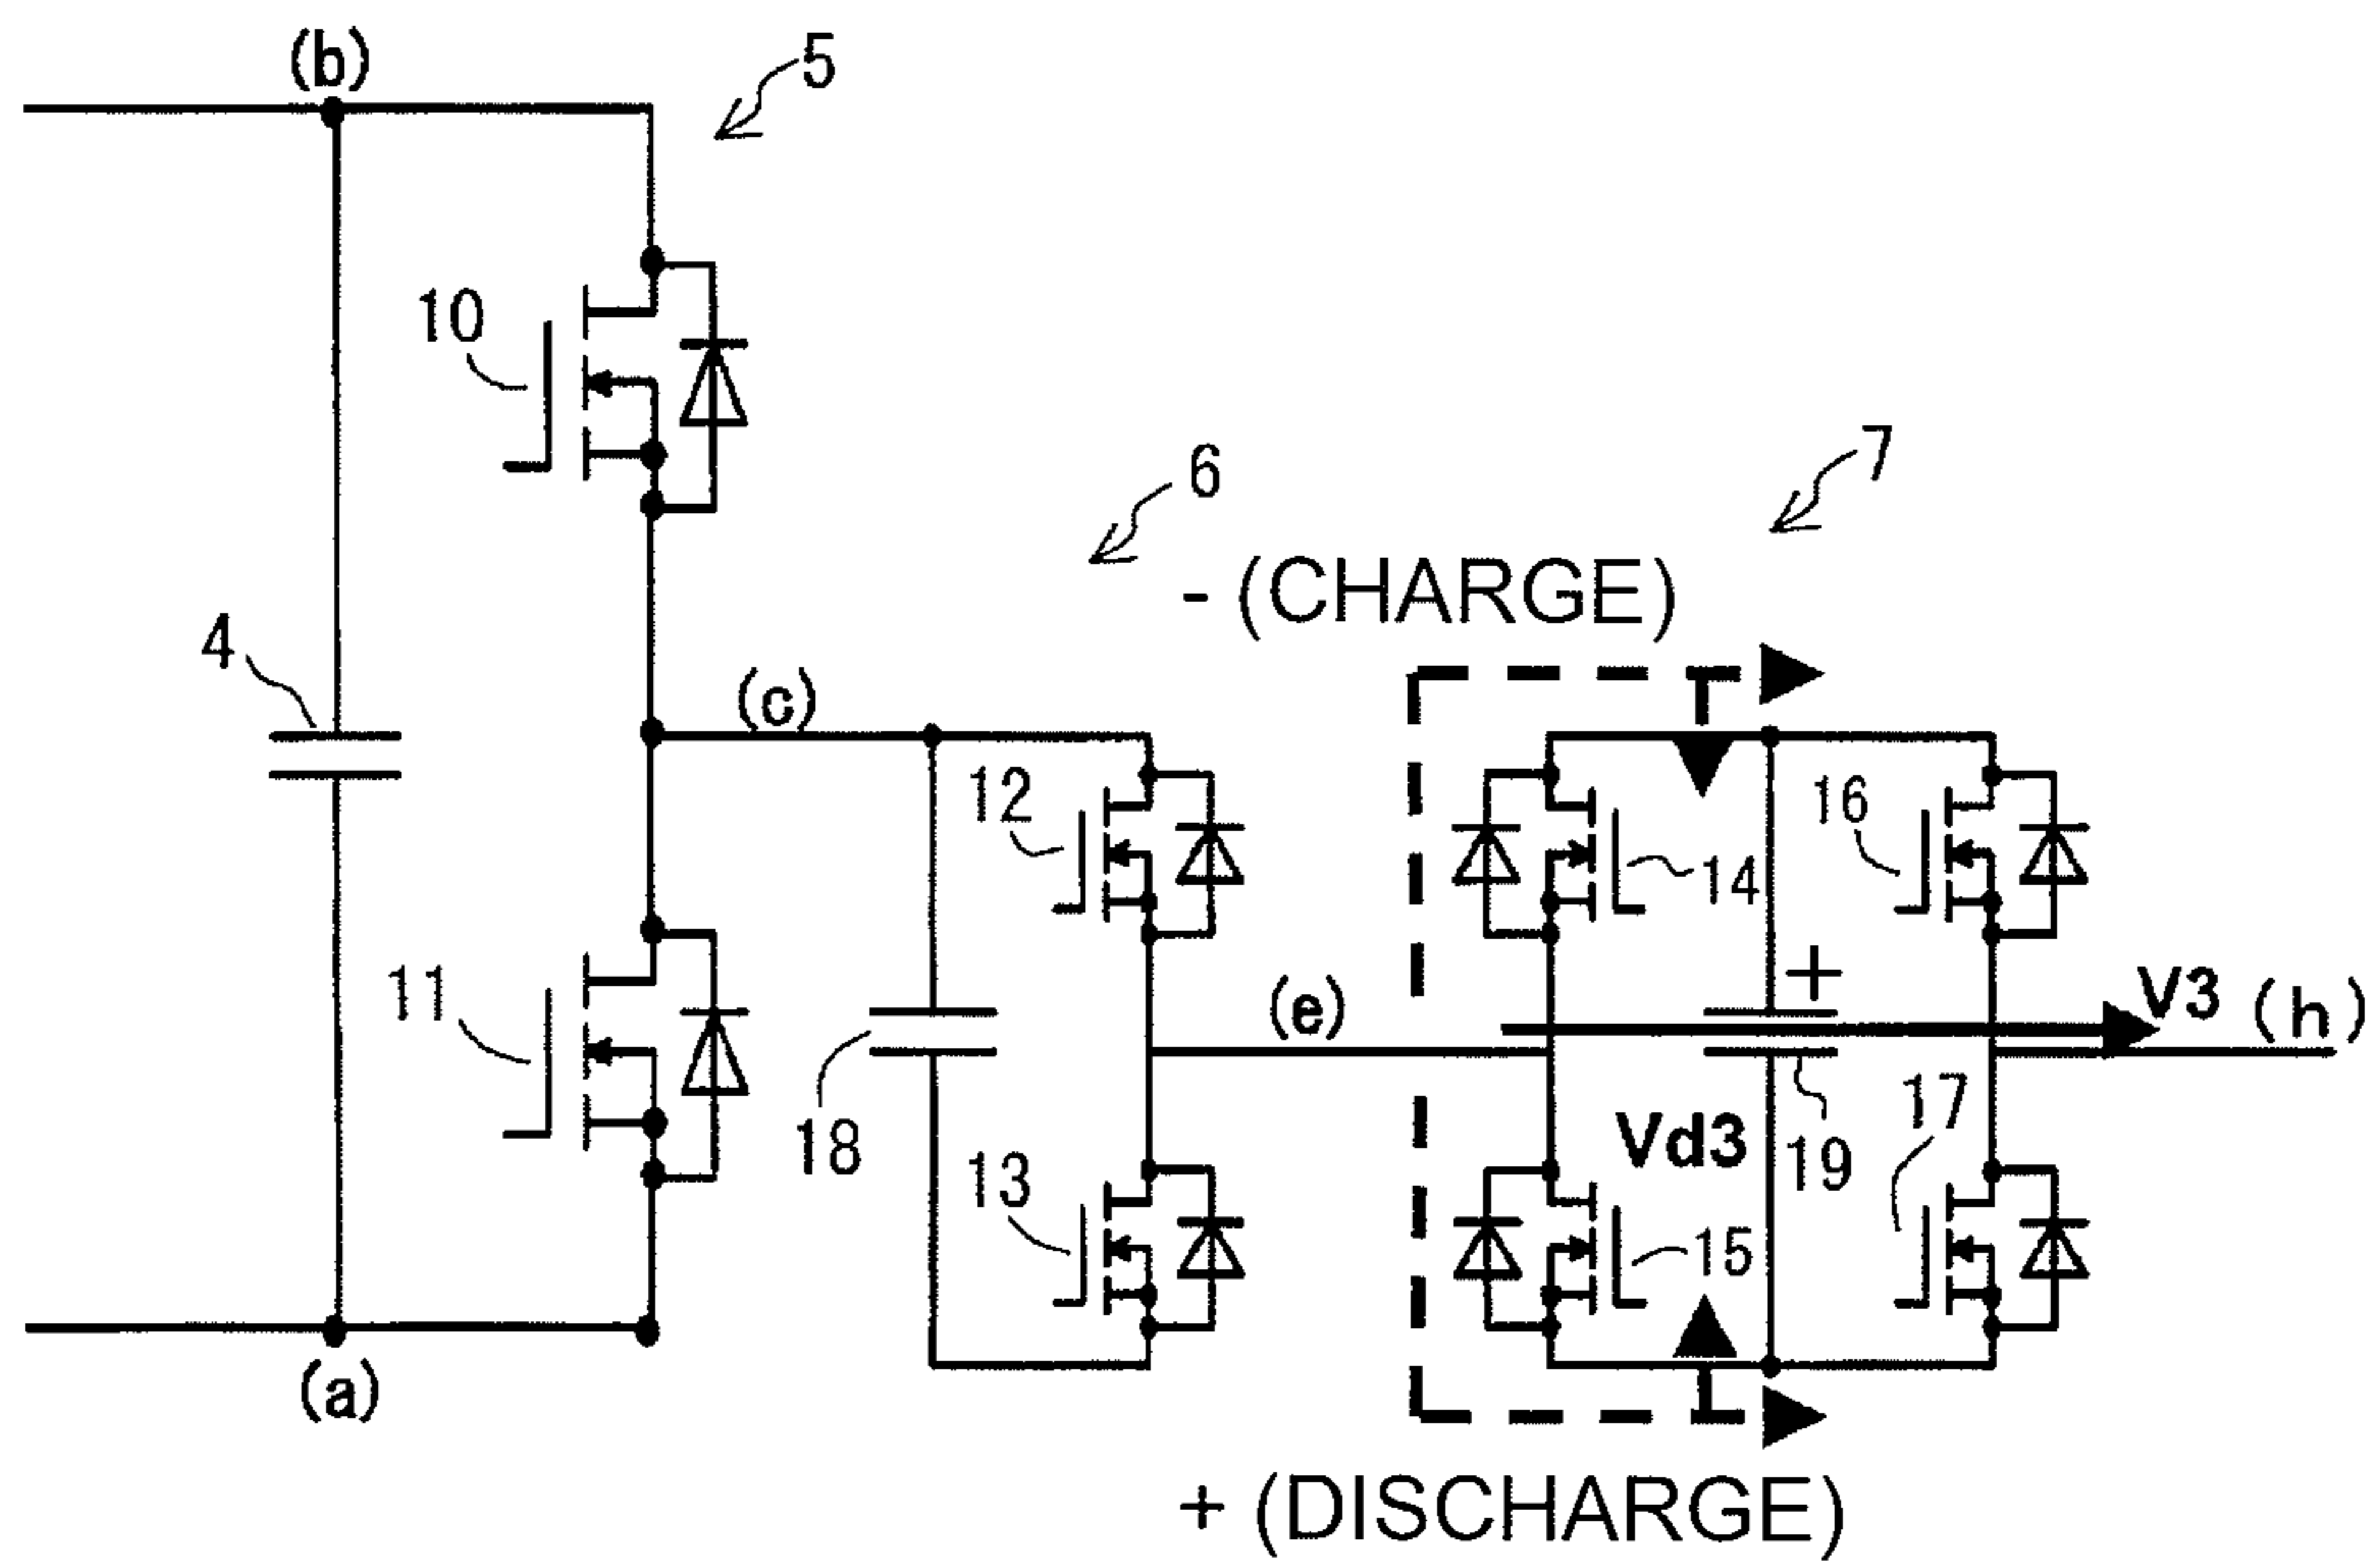 (b)
5
10
6
7
- (CHARGE)
4
(c)
12
16
14
+
V3 (h)
11
(e)
18
Vd3
19
17
13
15
(a)
+ (DISCHARGE)